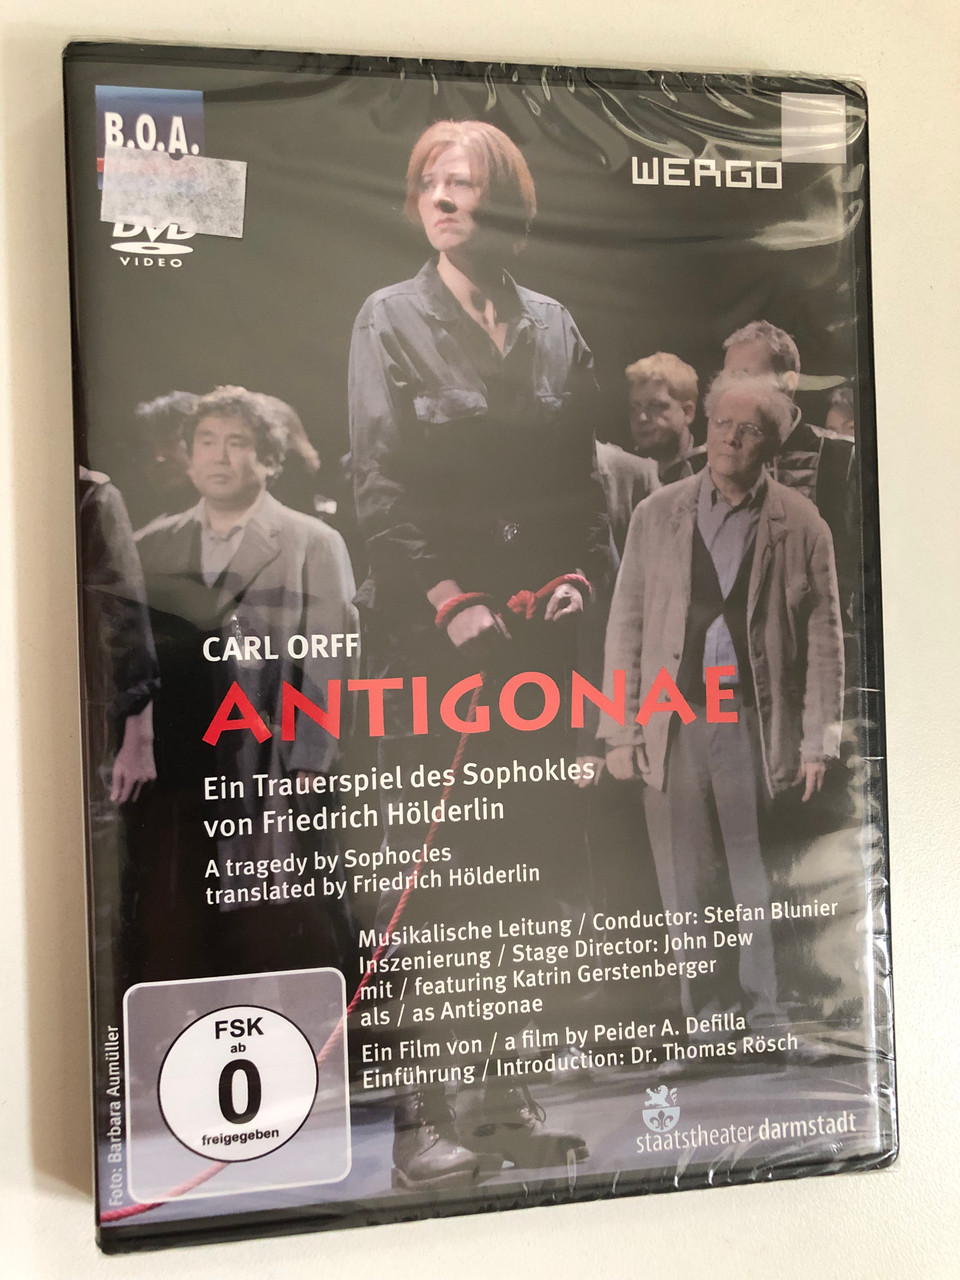 B.O.A.
WERGO
DVD
VIDEO
CARL ORFF
ANTIGONAE
Ein Trauerspiel des Sophokles
von Friedrich Hölderlin
A tragedy by Sophocles
translated by Friedrich Hölderlin
Musikalische Leitung / Conductor: Stefan Blunier
Inszenierung / Stage Director: John Dew
mit / featuring Katrin Gerstenberger
als / as Antigonae
Ein Film von / a film by Peider A. Defilla
Einführung / Introduction: Dr. Thomas Rösch
FSK
ab
0
freigegeben
Foto: Barbara Aumüller
staatstheater darmstadt